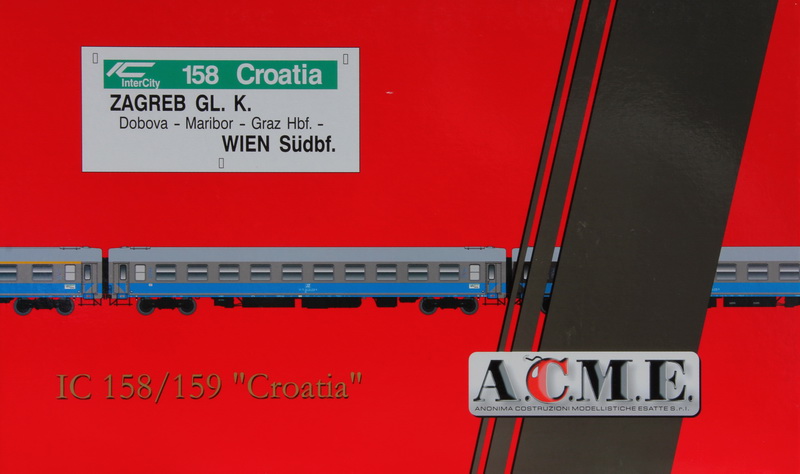 InterCity 158 Croatia
ZAGREB GL. K.
Dobova - Maribor - Graz Hbf. -
WIEN Südbf.
IC 158/159 "Croatia"
A.C.M.E.
ANONIMA COSTRUZIONI MODELLISTICHE ESATTE S.r.l.